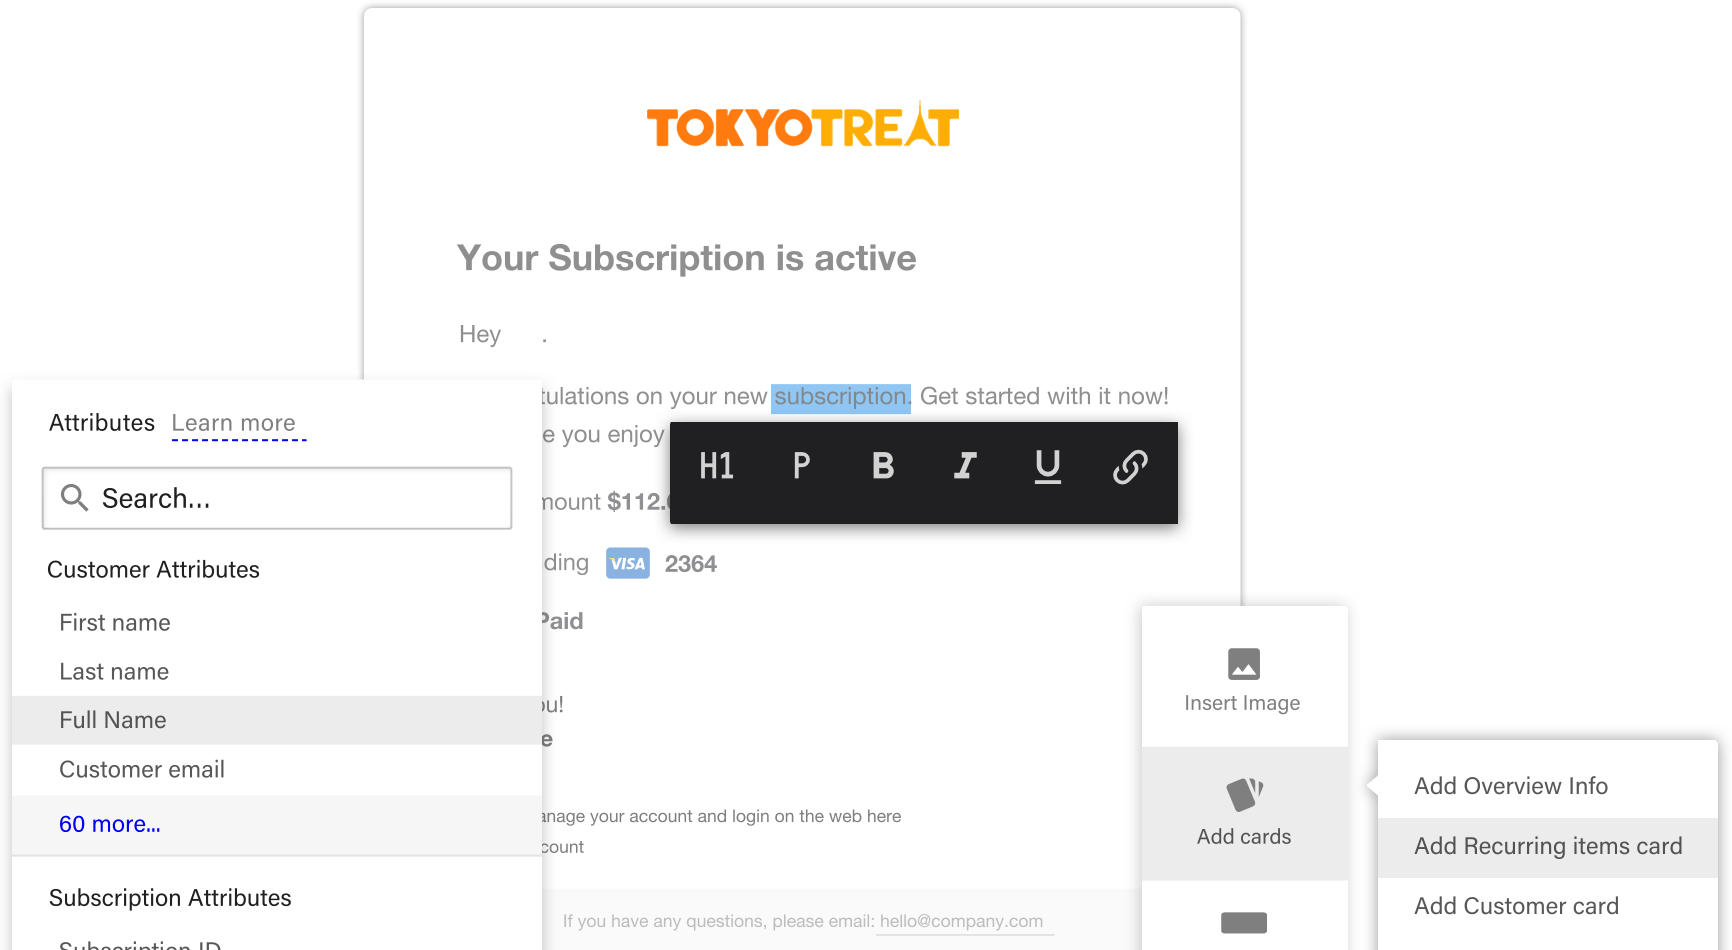 TOKYOTREAT
Your Subscription is active
Hey .
tulations on your new subscription. Get started with it now!
e you enjoy
mount $112.
ding VISA 2364
Paid
ou!
e
anage your account and login on the web here
count
If you have any questions, please email: hello@company.com
Attributes Learn more
Search...
Customer Attributes
First name
Last name
Full Name
Customer email
60 more...
Subscription Attributes
Subscription ID
H1 P B I U
Insert Image
Add cards
Add Overview Info
Add Recurring items card
Add Customer card